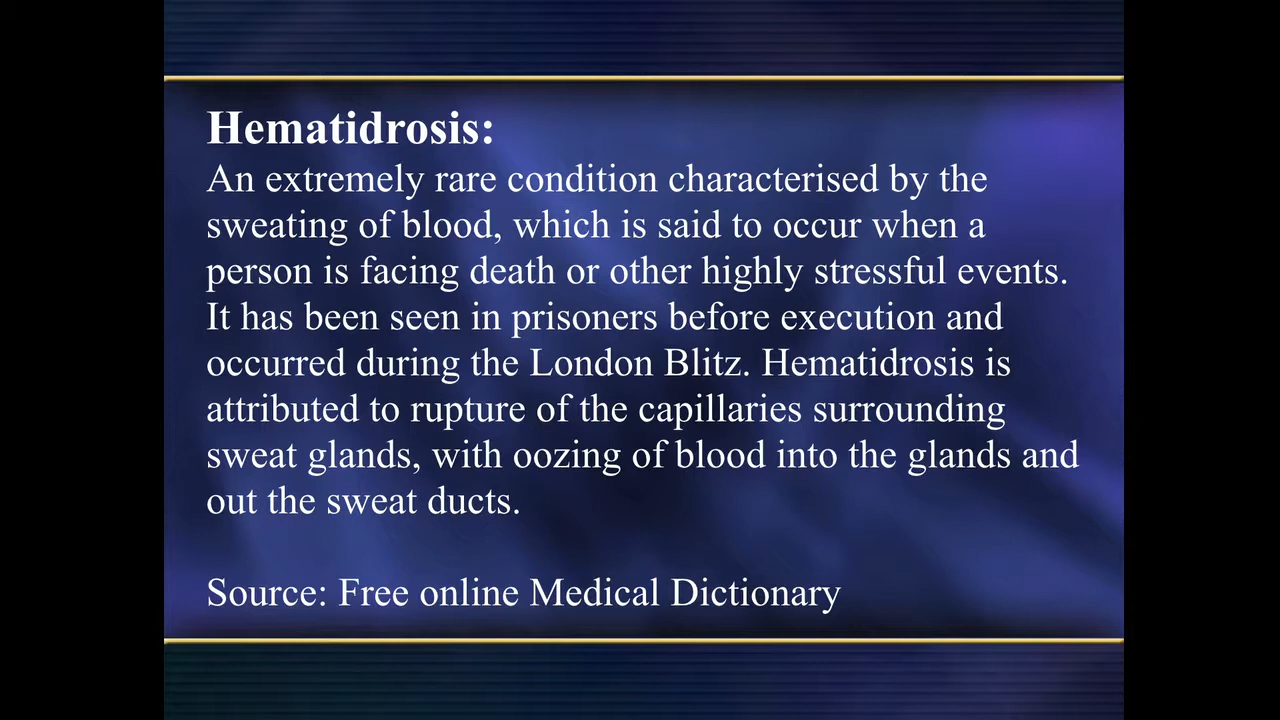 Hematidrosis:
An extremely rare condition characterised by the
sweating of blood, which is said to occur when a
person is facing death or other highly stressful events.
It has been seen in prisoners before execution and
occurred during the London Blitz. Hematidrosis is
attributed to rupture of the capillaries surrounding
sweat glands, with oozing of blood into the glands and
out the sweat ducts.
Source: Free online Medical Dictionary